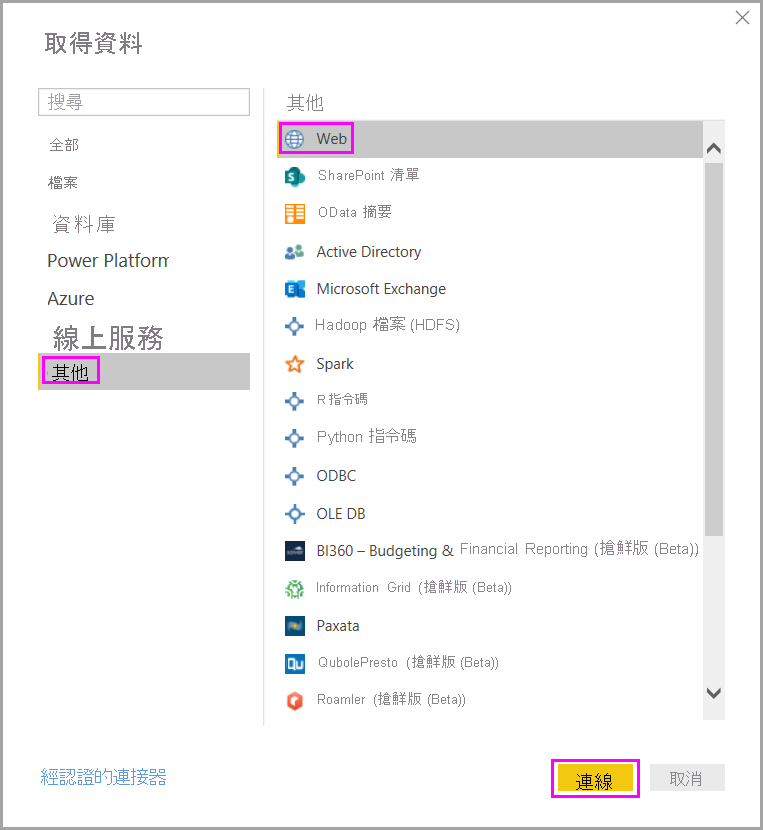 取得資料
搜尋
全部
檔案
資料庫
Power Platform
Azure
線上服務
其他
其他
Web
SharePoint 清單
OData 摘要
Active Directory
Microsoft Exchange
Hadoop 檔案 (HDFS)
Spark
R 指令碼
Python 指令碼
ODBC
OLE DB
BI360 – Budgeting & Financial Reporting (搶鮮版 (Beta))
Information Grid (搶鮮版 (Beta))
Paxata
QubolePresto (搶鮮版 (Beta))
Roamler (搶鮮版 (Beta))
經認證的連接器
連線
取消